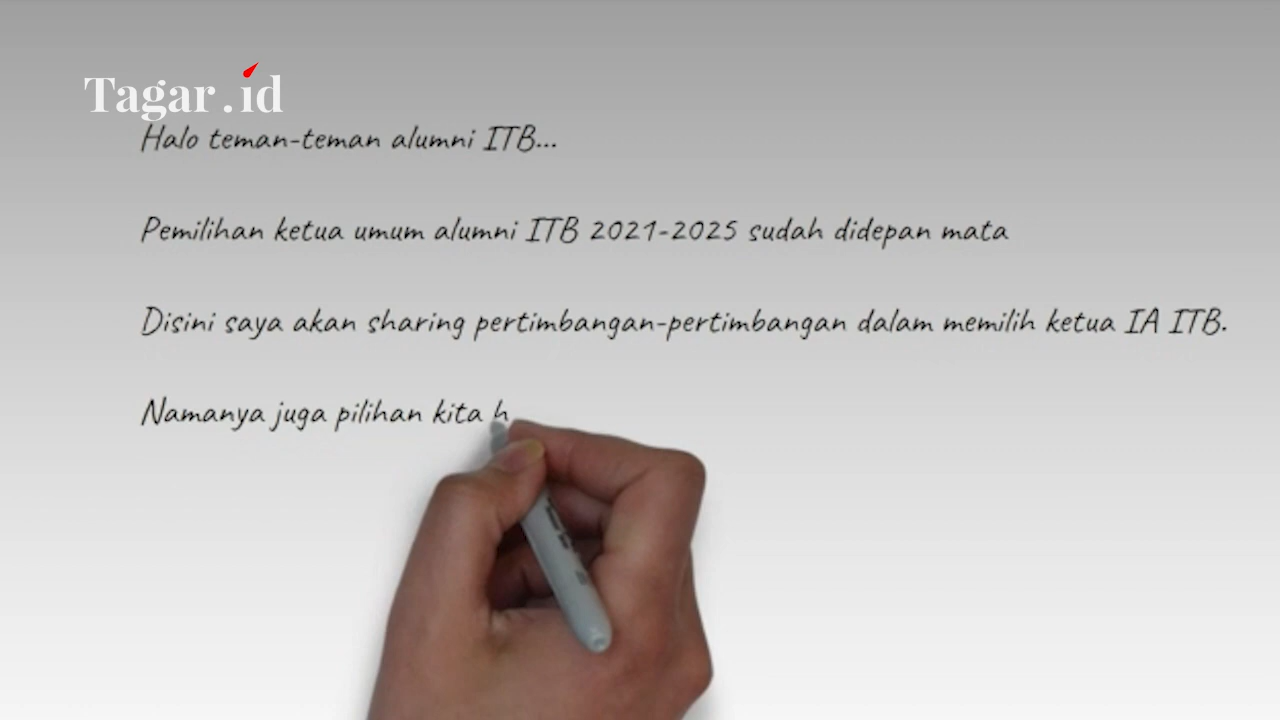 Tagar.id
Halo teman-teman alumni ITB...
Pemilihan ketua umum alumni ITB 2021-2025 sudah didepan mata
Disini saya akan sharing pertimbangan-pertimbangan dalam memilih ketua IA ITB.
Namanya juga pilihan kita h